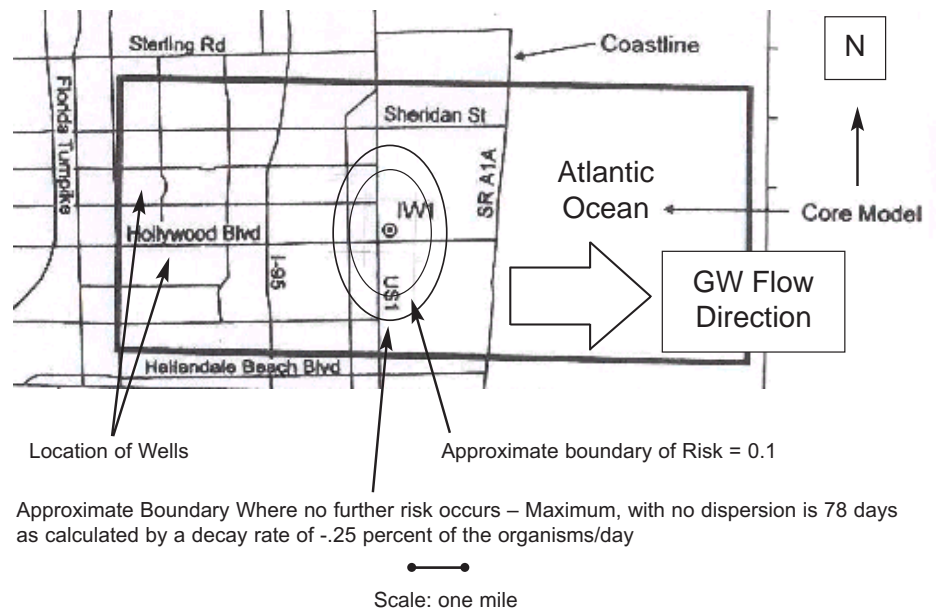 Sterling Rd
Coastline
N
Florida Turnpike
Sheridan St
SR A1A
Atlantic
Ocean
IW1
Core Model
Hollywood Blvd
I-95
US1
GW Flow
Direction
Hallandale Beach Blvd
Location of Wells
Approximate boundary of Risk = 0.1
Approximate Boundary Where no further risk occurs – Maximum, with no dispersion is 78 days
as calculated by a decay rate of -.25 percent of the organisms/day
Scale: one mile